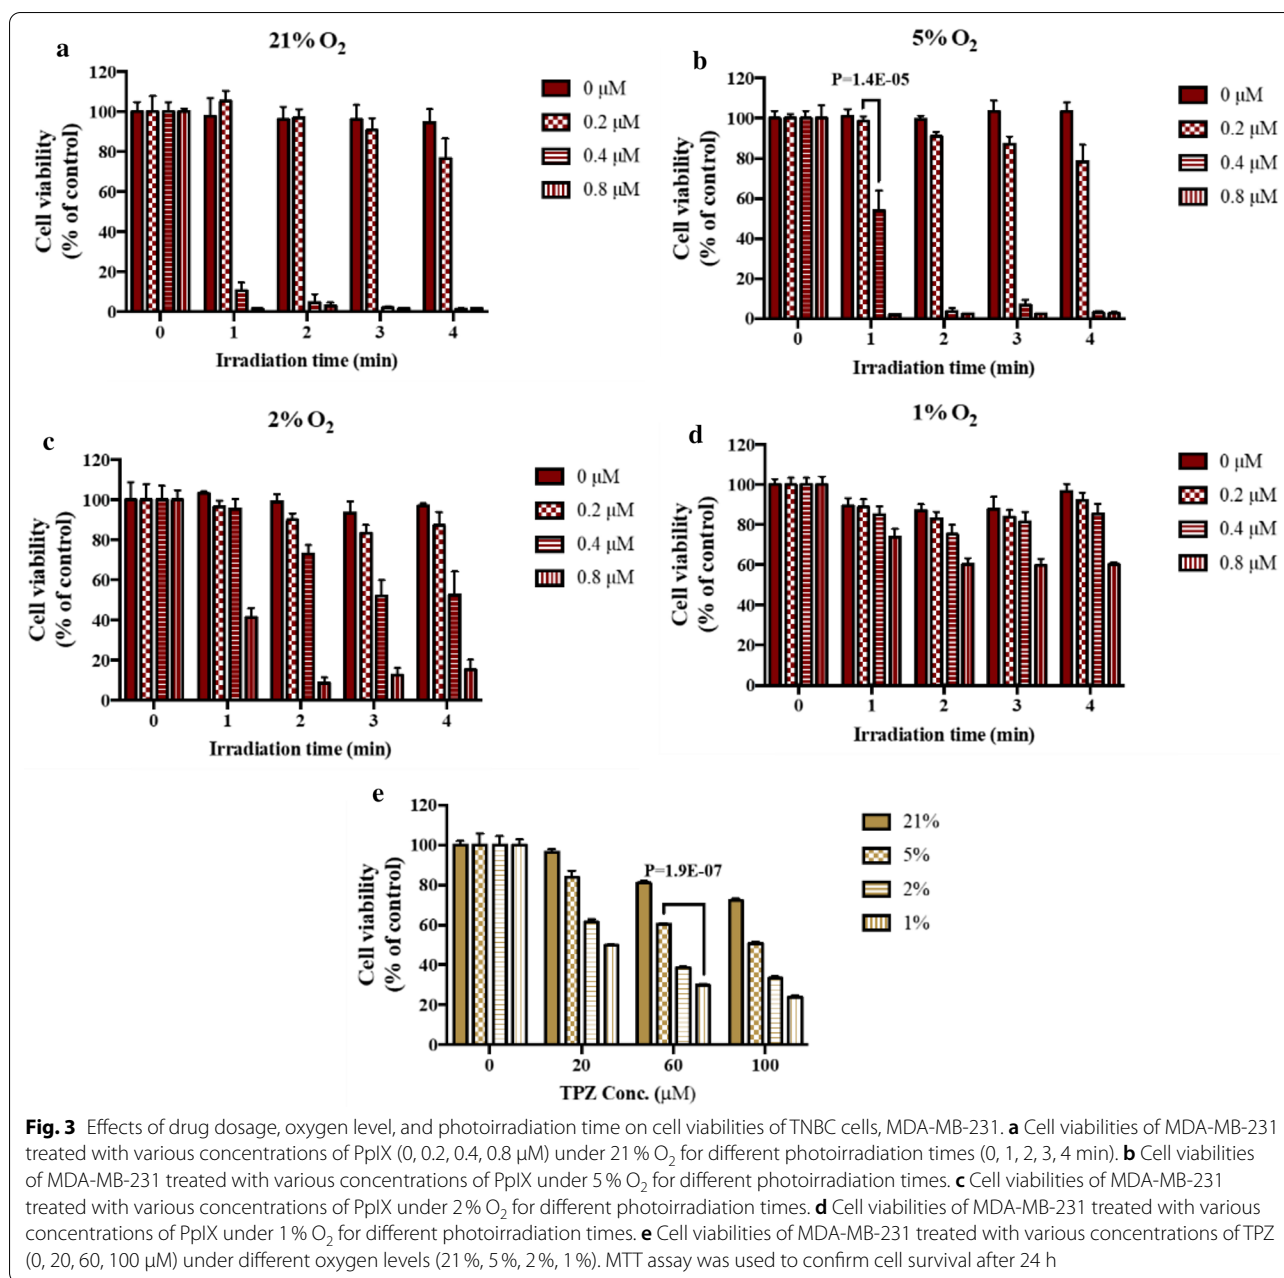 a
21% O₂
120
100
80
60
40
20
0
Cell viability
(% of control)
0 1 2 3 4
Irradiation time (min)
0 μM
0.2 μM
0.4 μM
0.8 μM
b
5% O₂
P=1.4E-05
120
100
80
60
40
20
0
Cell viability
(% of control)
0 1 2 3 4
Irradiation time (min)
0 μM
0.2 μM
0.4 μM
0.8 μM
c
2% O₂
120
100
80
60
40
20
0
Cell viability
(% of control)
0 1 2 3 4
Irradiation time (min)
0 μM
0.2 μM
0.4 μM
0.8 μM
d
1% O₂
120
100
80
60
40
20
0
Cell viability
(% of control)
0 1 2 3 4
Irradiation time (min)
0 μM
0.2 μM
0.4 μM
0.8 μM
e
P=1.9E-07
120
100
80
60
40
20
0
Cell viability
(% of control)
0 20 60 100
TPZ Conc. (μM)
21%
5%
2%
1%
Fig. 3 Effects of drug dosage, oxygen level, and photoirradiation time on cell viabilities of TNBC cells, MDA-MB-231. a Cell viabilities of MDA-MB-231
treated with various concentrations of PpIX (0, 0.2, 0.4, 0.8 μM) under 21% O₂ for different photoirradiation times (0, 1, 2, 3, 4 min). b Cell viabilities
of MDA-MB-231 treated with various concentrations of PpIX under 5% O₂ for different photoirradiation times. c Cell viabilities of MDA-MB-231
treated with various concentrations of PpIX under 2% O₂ for different photoirradiation times. d Cell viabilities of MDA-MB-231 treated with various
concentrations of PpIX under 1% O₂ for different photoirradiation times. e Cell viabilities of MDA-MB-231 treated with various concentrations of TPZ
(0, 20, 60, 100 μM) under different oxygen levels (21%, 5%, 2%, 1%). MTT assay was used to confirm cell survival after 24 h